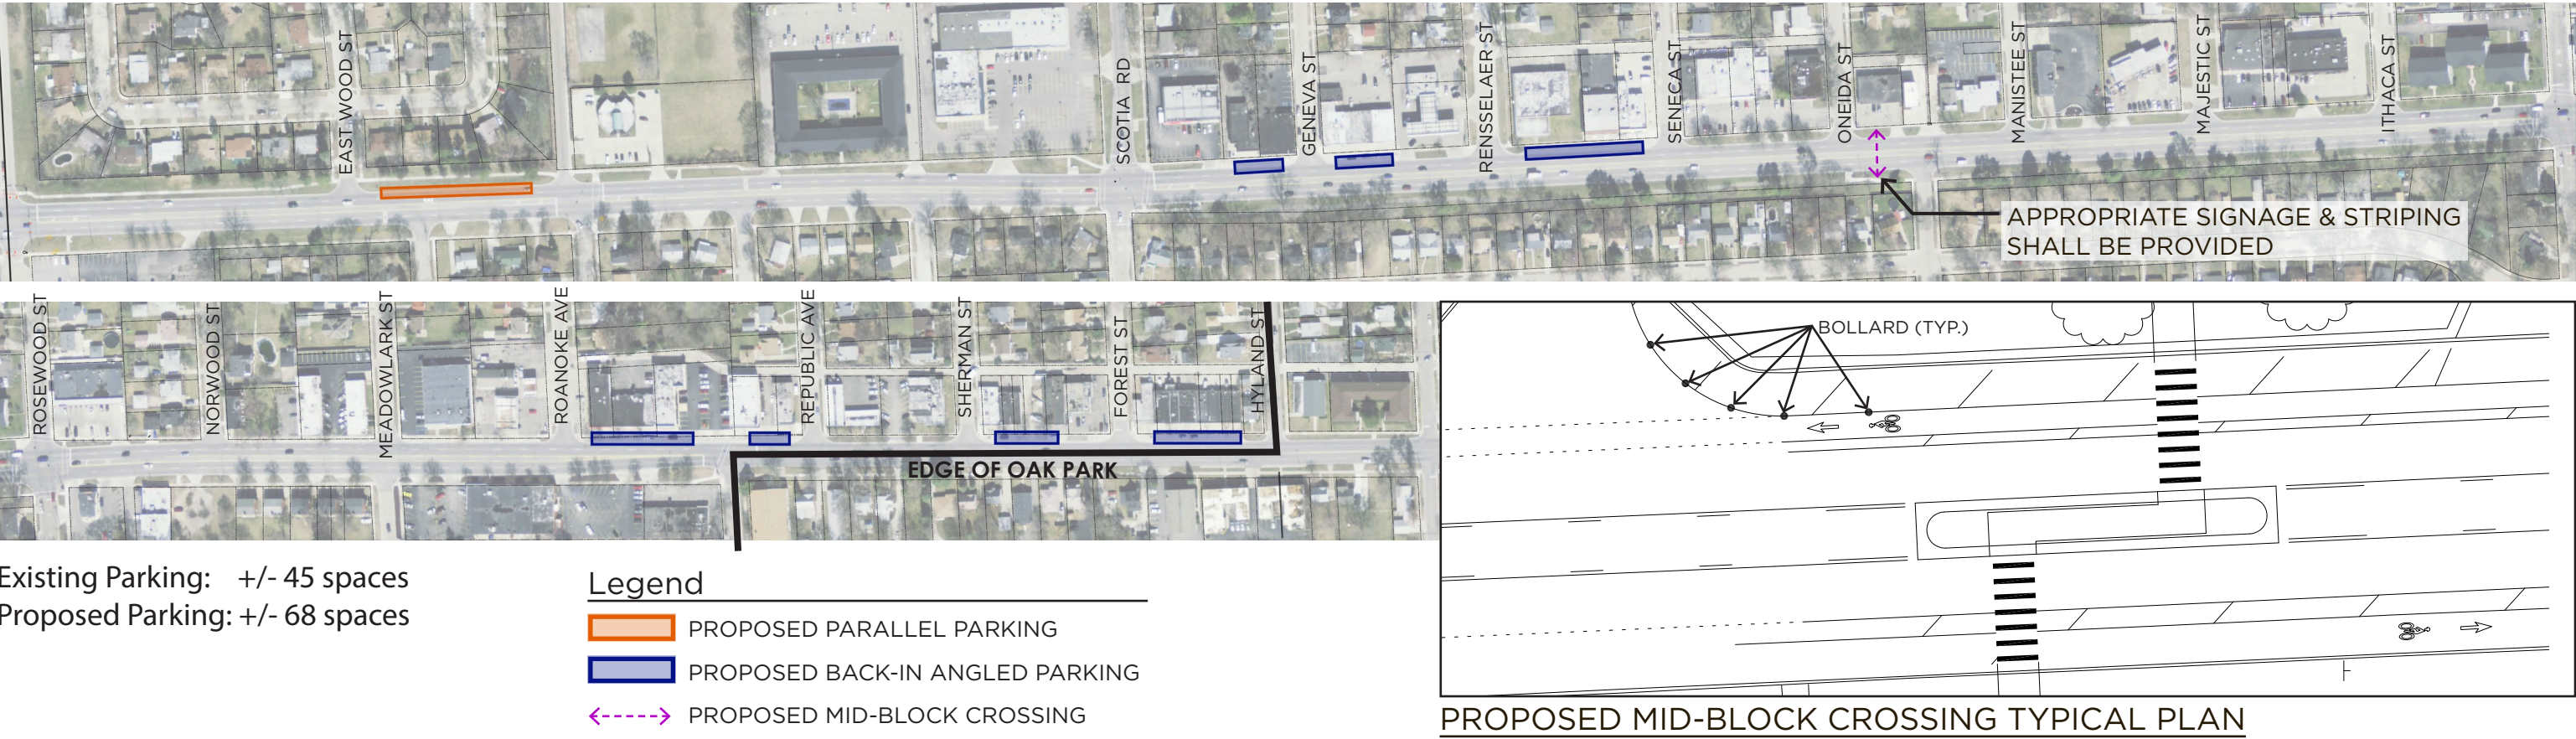 EASTWOOD ST
SCOTIA RD
GENEVA ST
RENSSELAER ST
SENECA ST
ONEIDA ST
MANISTEE ST
MAJESTIC ST
ITHACA ST
APPROPRIATE SIGNAGE & STRIPING
SHALL BE PROVIDED
ROSEWOOD ST
NORWOOD ST
MEADOWLARK ST
ROANOKE AVE
REPUBLIC AVE
SHERMAN ST
FOREST ST
HYLAND ST
EDGE OF OAK PARK
BOLLARD (TYP.)
Existing Parking: +/- 45 spaces
Proposed Parking: +/- 68 spaces
Legend
PROPOSED PARALLEL PARKING
PROPOSED BACK-IN ANGLED PARKING
PROPOSED MID-BLOCK CROSSING
PROPOSED MID-BLOCK CROSSING TYPICAL PLAN